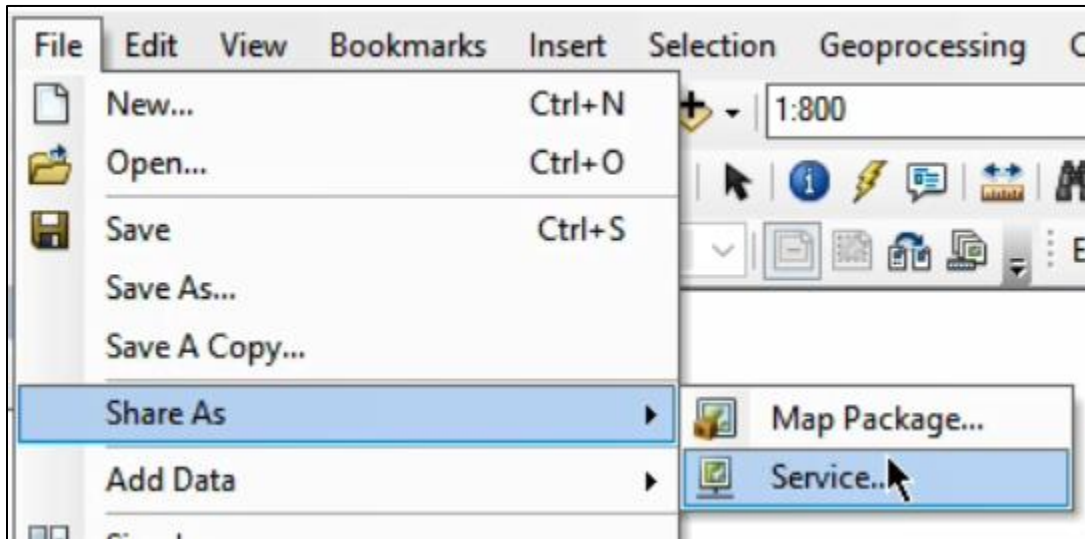 File Edit View Bookmarks Insert Selection Geoprocessing
New... Ctrl+N
1:800
Open... Ctrl+O
Save Ctrl+S
Save As...
Save A Copy...
Share As
Map Package...
Add Data
Service..